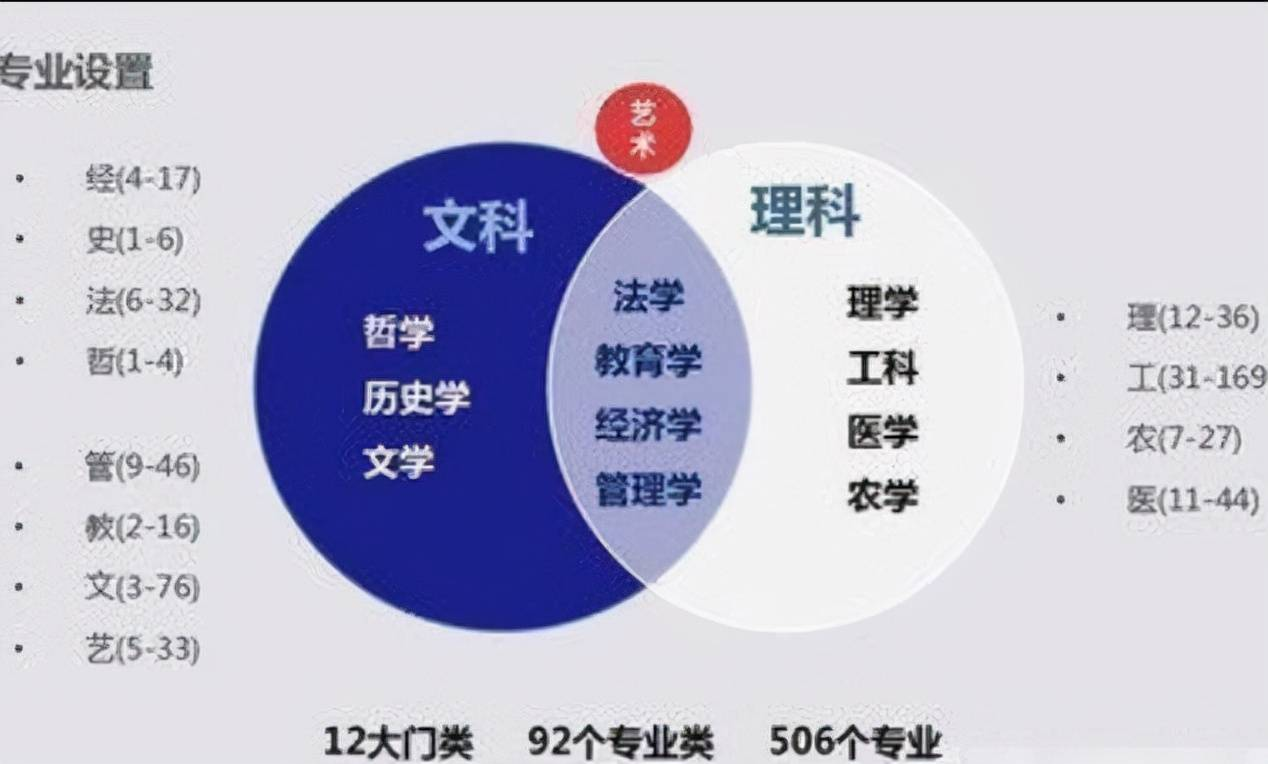 专业设置
经(4-17)
史(1-6)
法(6-32)
哲(1-4)
管(9-46)
教(2-16)
文(3-76)
艺(5-33)
艺
术
文科
哲学
历史学
文学
法学
教育学
经济学
管理学
理科
理学
工科
医学
农学
理(12-36)
工(31-169
农(7-27)
医(11-44)
12大门类 92个专业类 506个专业